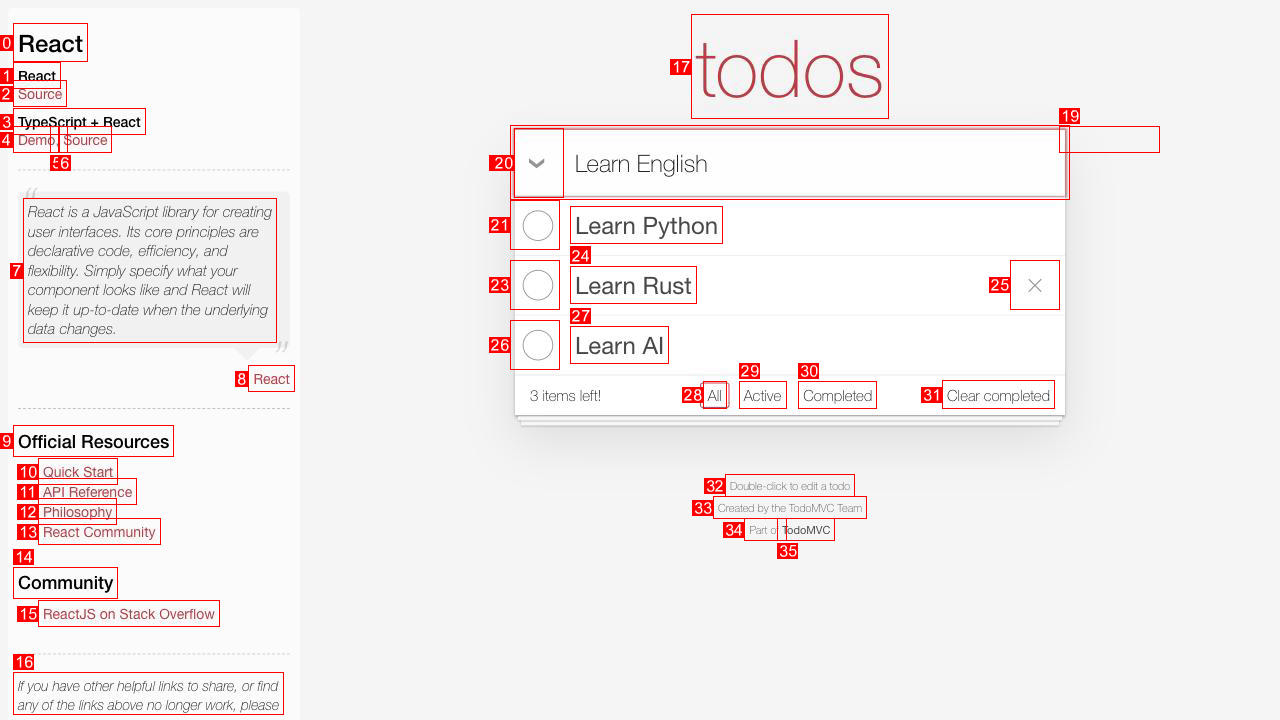 0 React
1 React
2 Source
3 TypeScript + React
4 Demo, Source
5 6
“
7 React is a JavaScript library for creating
user interfaces. Its core principles are
declarative code, efficiency, and
flexibility. Simply specify what your
component looks like and React will
keep it up-to-date when the underlying
data changes.
”
8 React
9 Official Resources
10 Quick Start
11 API Reference
12 Philosophy
13 React Community
14
Community
15 ReactJS on Stack Overflow
16
If you have other helpful links to share, or find
any of the links above no longer work, please
17 todos
19
20 Learn English
21 Learn Python
24
23 Learn Rust 25
27
26 Learn AI
29 30
3 items left! 28 All Active Completed 31 Clear completed
32 Double-click to edit a todo
33 Created by the TodoMVC Team
34 Part of TodoMVC
35